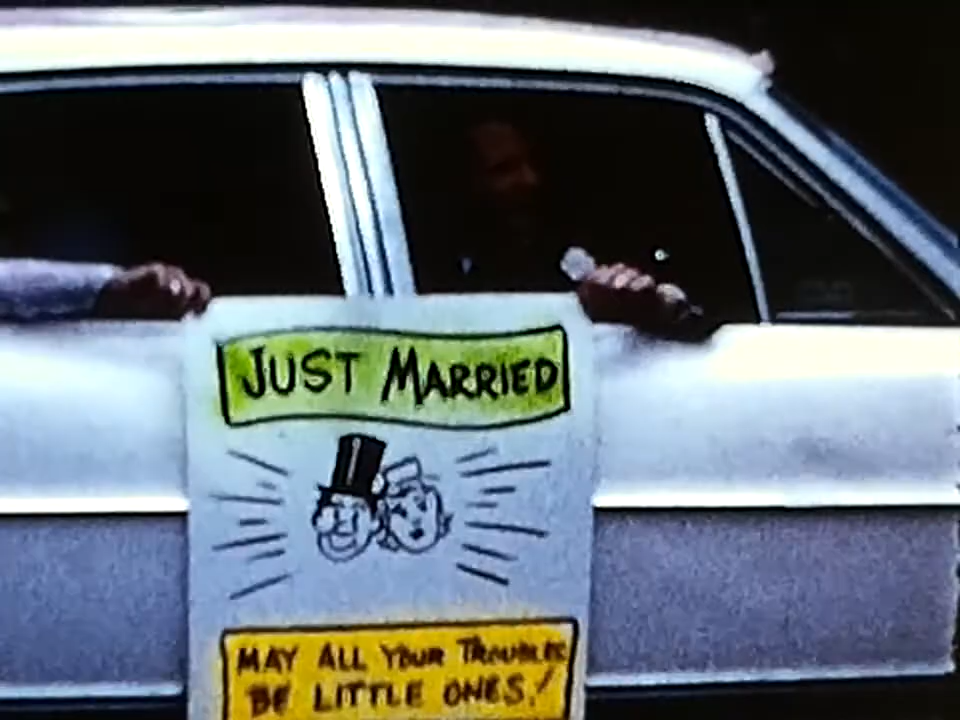 JUST MARRIED
MAY ALL YOUR TROUBLES
BE LITTLE ONES!